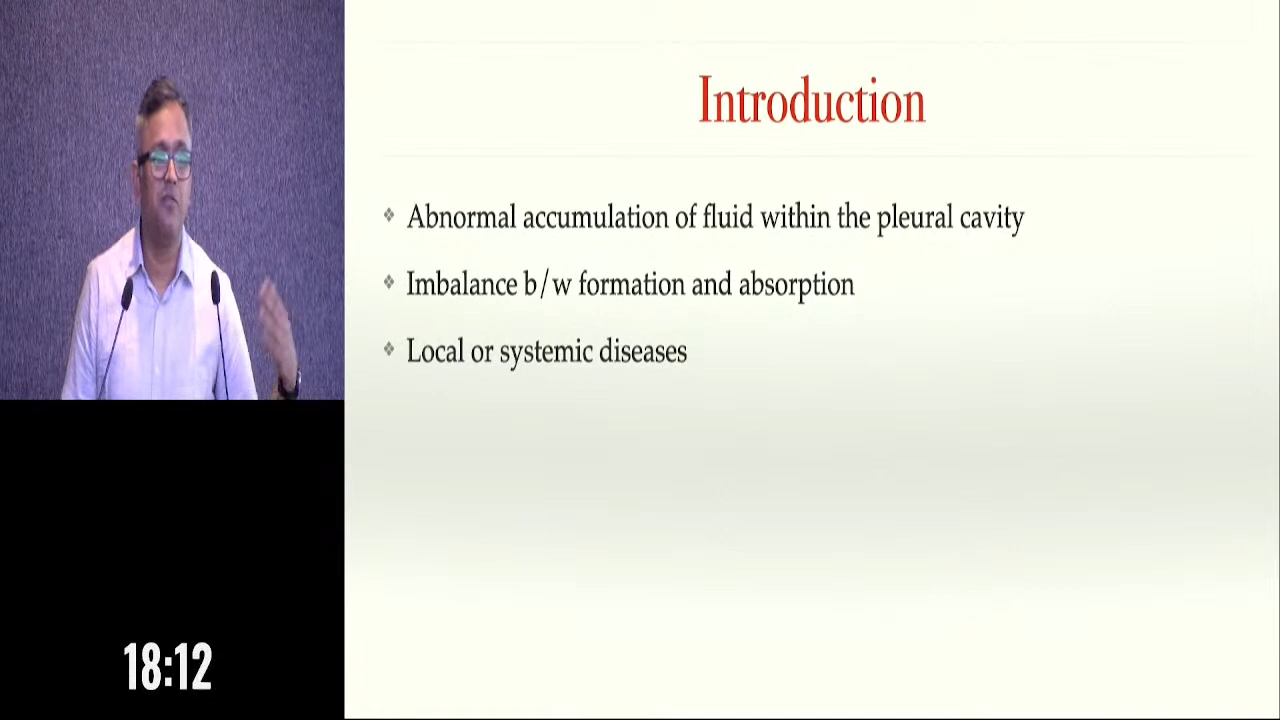 Introduction
Abnormal accumulation of fluid within the pleural cavity
Imbalance b/w formation and absorption
Local or systemic diseases
18:12